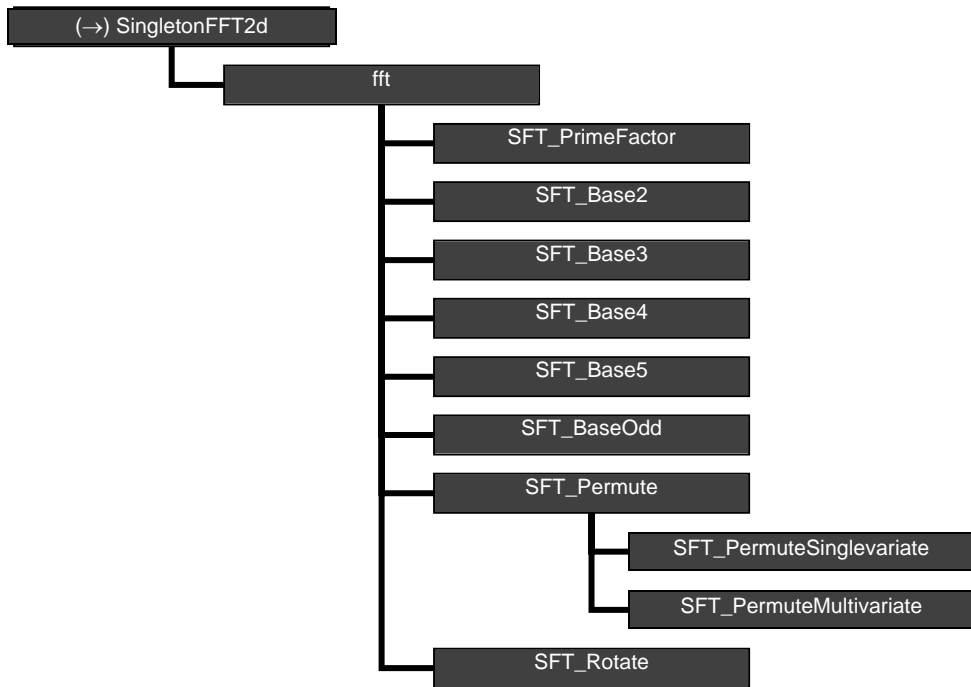 (→) SingletonFFT2d
fft
SFT_PrimeFactor
SFT_Base2
SFT_Base3
SFT_Base4
SFT_Base5
SFT_BaseOdd
SFT_Permute
SFT_PermuteSinglevariate
SFT_PermuteMultivariate
SFT_Rotate